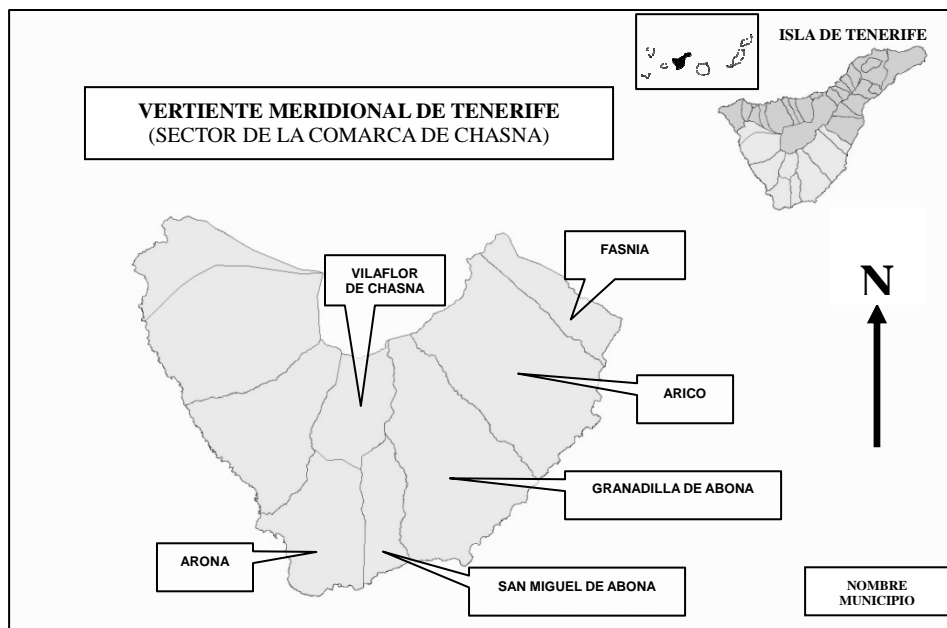 ISLA DE TENERIFE
VERTIENTE MERIDIONAL DE TENERIFE
(SECTOR DE LA COMARCA DE CHASNA)
FASNIA
VILAFLOR
DE CHASNA
N
ARICO
GRANADILLA DE ABONA
ARONA
SAN MIGUEL DE ABONA
NOMBRE
MUNICIPIO